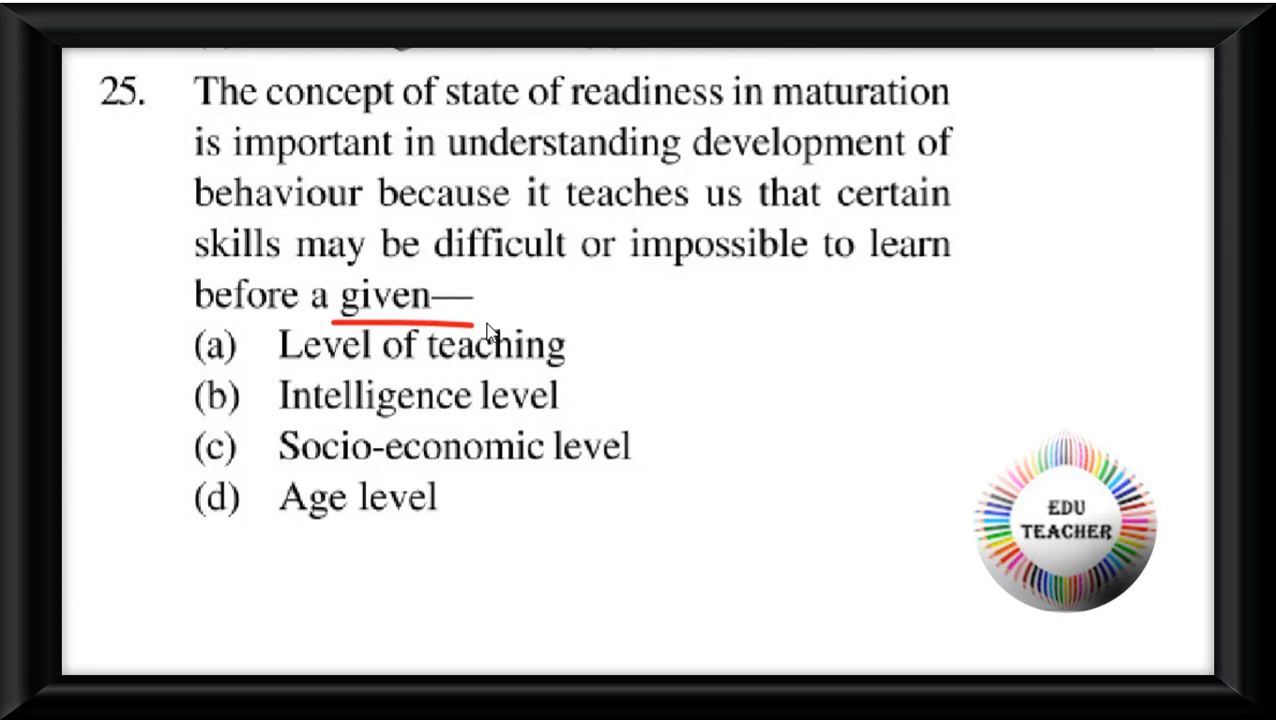 25. The concept of state of readiness in maturation
is important in understanding development of
behaviour because it teaches us that certain
skills may be difficult or impossible to learn
before a given—
(a) Level of teaching
(b) Intelligence level
(c) Socio-economic level
(d) Age level
EDU
TEACHER